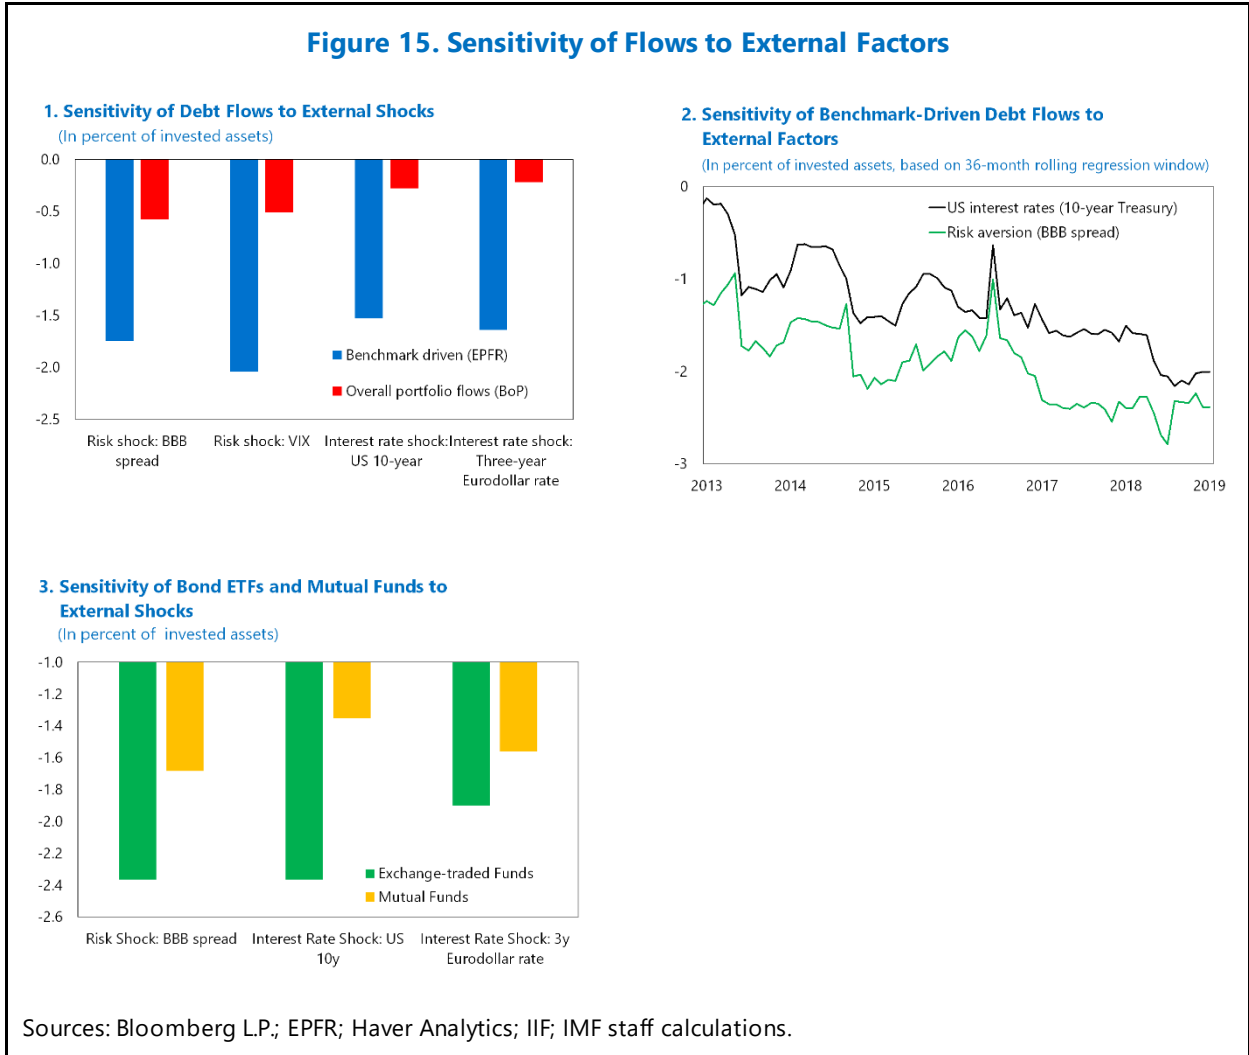 Figure 15. Sensitivity of Flows to External Factors
1. Sensitivity of Debt Flows to External Shocks
(In percent of invested assets)
0.0
-0.5
-1.0
-1.5
-2.0
-2.5
Benchmark driven (EPFR)
Overall portfolio flows (BoP)
Risk shock: BBB
spread
Risk shock: VIX
Interest rate shock:
US 10-year
Interest rate shock:
Three-year
Eurodollar rate
2. Sensitivity of Benchmark-Driven Debt Flows to
External Factors
(In percent of invested assets, based on 36-month rolling regression window)
0
-1
-2
-3
US interest rates (10-year Treasury)
Risk aversion (BBB spread)
2013 2014 2015 2016 2017 2018 2019
3. Sensitivity of Bond ETFs and Mutual Funds to
External Shocks
(In percent of invested assets)
-1.0
-1.2
-1.4
-1.6
-1.8
-2.0
-2.2
-2.4
-2.6
Exchange-traded Funds
Mutual Funds
Risk Shock: BBB spread
Interest Rate Shock: US
10y
Interest Rate Shock: 3y
Eurodollar rate
Sources: Bloomberg L.P.; EPFR; Haver Analytics; IIF; IMF staff calculations.